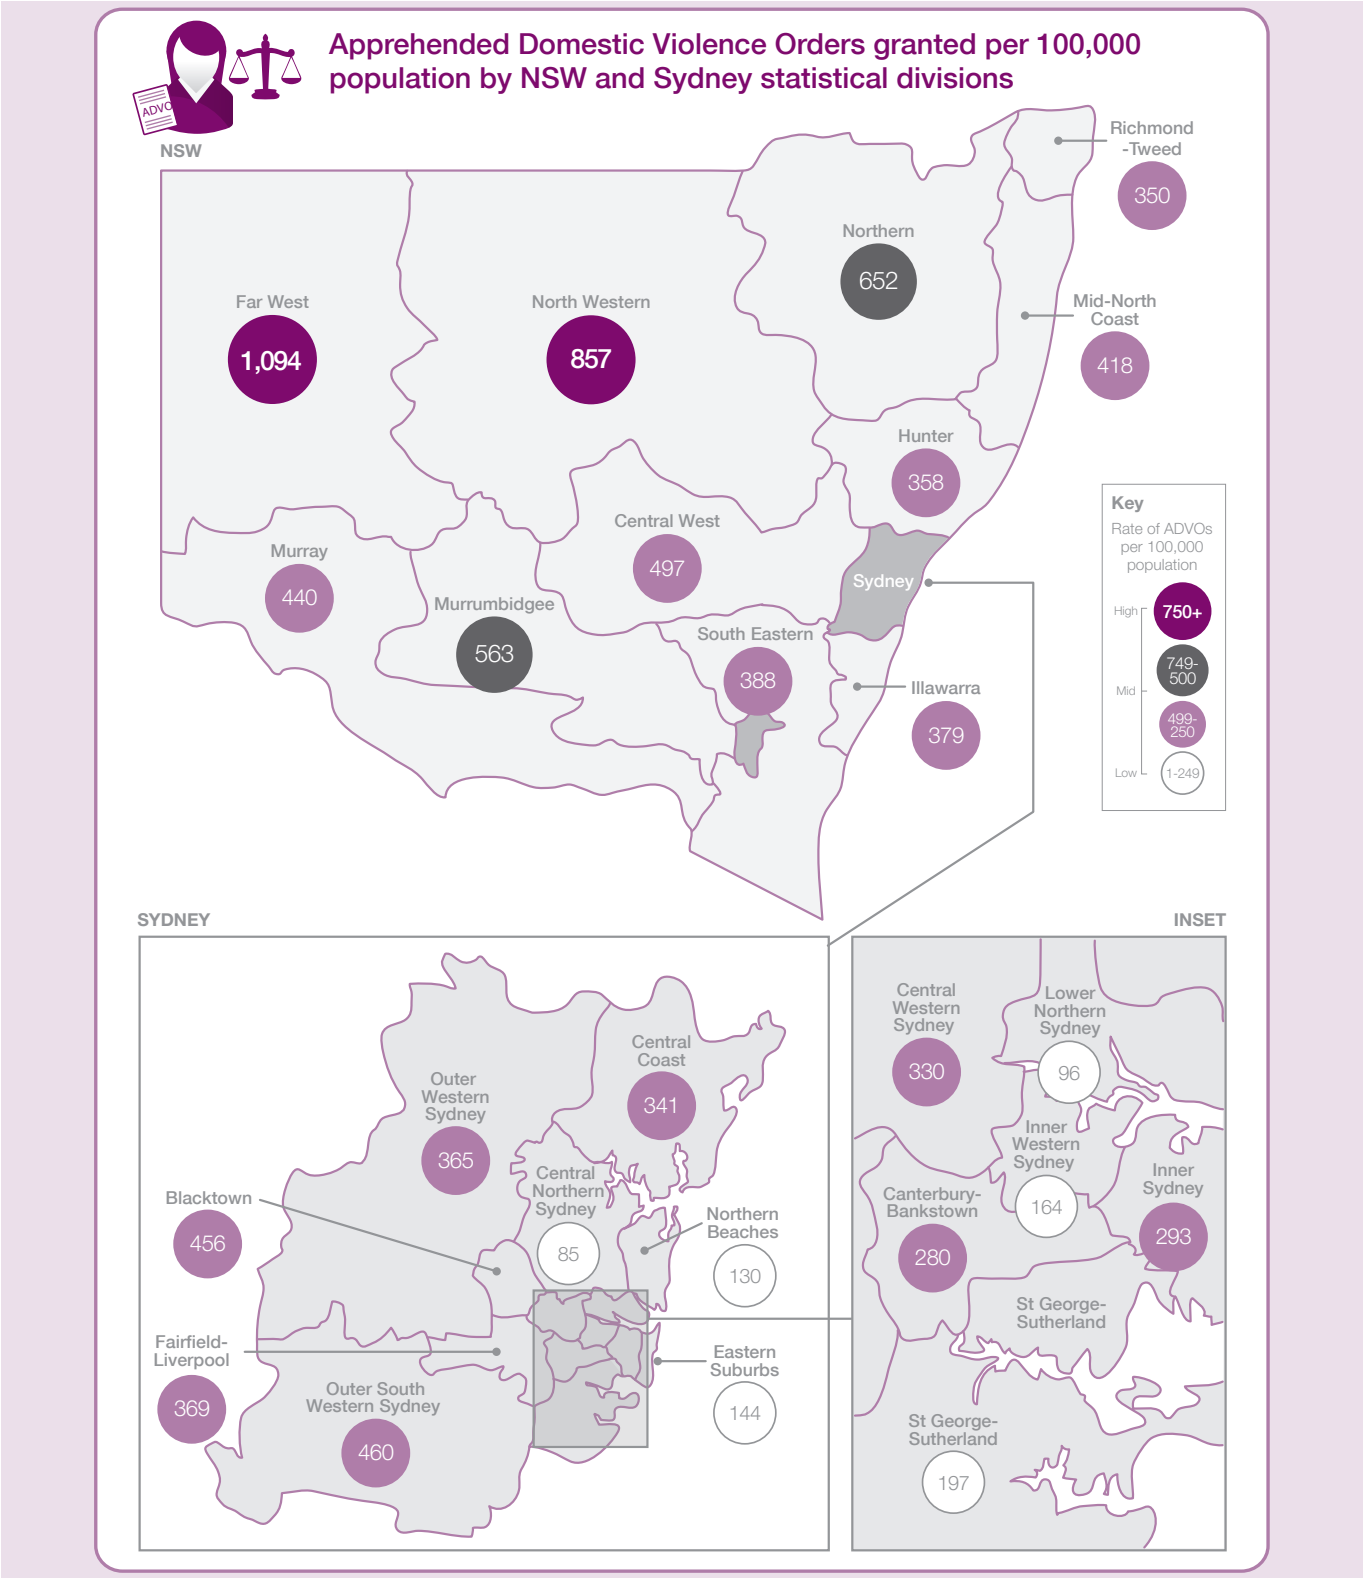 Apprehended Domestic Violence Orders granted per 100,000
population by NSW and Sydney statistical divisions
ADVO
NSW
Richmond
-Tweed
350
Northern
652
Far West
1,094
North Western
857
Mid-North
Coast
418
Hunter
358
Central West
497
Murray
440
Murrumbidgee
563
Sydney
South Eastern
388
Illawarra
379
Key
Rate of ADVOs
per 100,000
population
High
750+
749-
500
Mid
499-
250
Low
1-249
SYDNEY
Central
Coast
341
Outer
Western
Sydney
365
Blacktown
456
Central
Northern
Sydney
85
Northern
Beaches
130
Fairfield-
Liverpool
369
Outer South
Western Sydney
460
Eastern
Suburbs
144
INSET
Central
Western
Sydney
330
Lower
Northern
Sydney
96
Inner
Western
Sydney
164
Inner
Sydney
293
Canterbury-
Bankstown
280
St George-
Sutherland
St George-
Sutherland
197